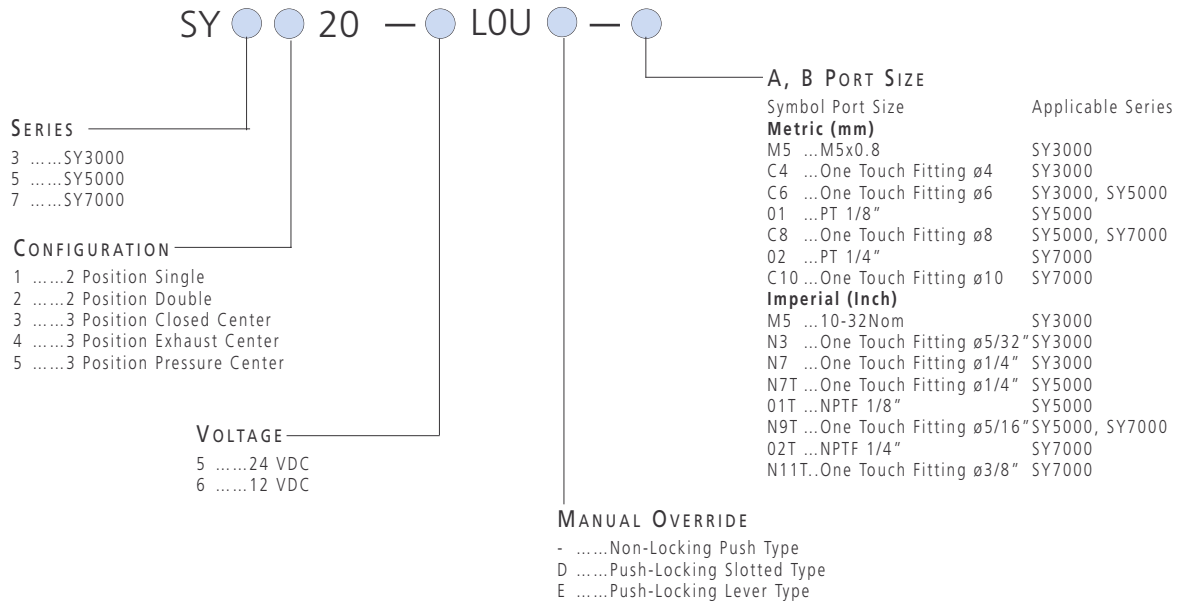 SY 20 — L0U —
SERIES
3 ……SY3000
5 ……SY5000
7 ……SY7000
CONFIGURATION
1 ……2 Position Single
2 ……2 Position Double
3 ……3 Position Closed Center
4 ……3 Position Exhaust Center
5 ……3 Position Pressure Center
VOLTAGE
5 ……24 VDC
6 ……12 VDC
MANUAL OVERRIDE
- ……Non-Locking Push Type
D ……Push-Locking Slotted Type
E ……Push-Locking Lever Type
A, B PORT SIZE
Symbol Port Size Applicable Series
Metric (mm)
M5 …M5x0.8 SY3000
C4 …One Touch Fitting ø4 SY3000
C6 …One Touch Fitting ø6 SY3000, SY5000
01 …PT 1/8" SY5000
C8 …One Touch Fitting ø8 SY5000, SY7000
02 …PT 1/4" SY7000
C10 …One Touch Fitting ø10 SY7000
Imperial (Inch)
M5 …10-32Nom SY3000
N3 …One Touch Fitting ø5/32" SY3000
N7 …One Touch Fitting ø1/4" SY3000
N7T …One Touch Fitting ø1/4" SY5000
01T …NPTF 1/8" SY5000
N9T …One Touch Fitting ø5/16" SY5000, SY7000
02T …NPTF 1/4" SY7000
N11T..One Touch Fitting ø3/8" SY7000